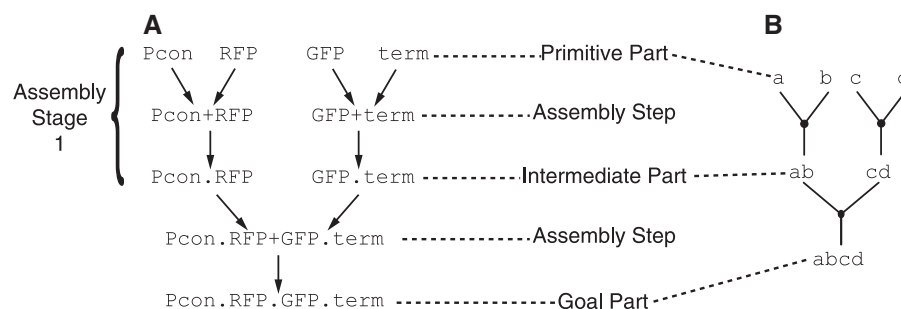 A
B
Pcon RFP GFP term Primitive Part
a b c
Assembly
Stage
1
Pcon+RFP GFP+term Assembly Step
Pcon.RFP GFP.term Intermediate Part
ab cd
Pcon.RFP+GFP.term Assembly Step
abcd
Pcon.RFP.GFP.term Goal Part